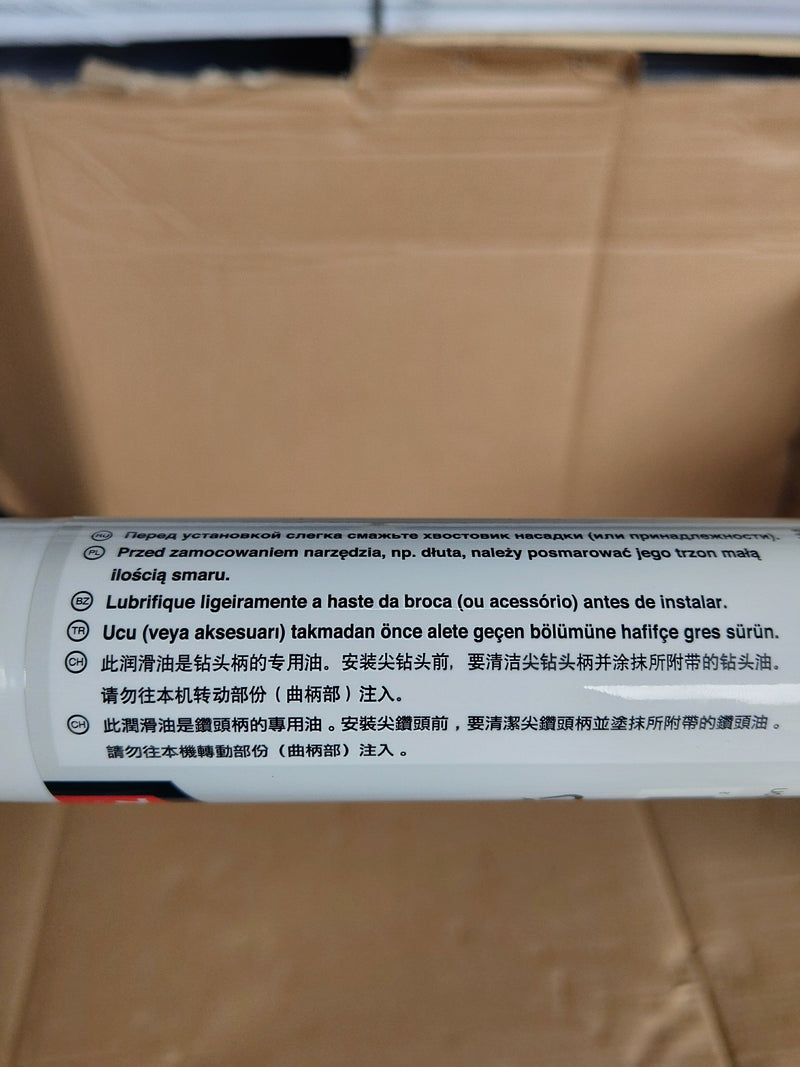 RU Перед установкой слегка смажьте хвостовик насадки (или принадлежности).
PL Przed zamocowaniem narzędzia, np. dłuta, należy posmarować jego trzon małą
ilością smaru.
BZ Lubrifique ligeiramente a haste da broca (ou acessório) antes de instalar.
TR Ucu (veya aksesuarı) takmadan önce alete geçen bölümüne hafifçe gres sürün.
CH 此润滑油是钻头柄的专用油。安装尖钻头前，要清洁尖钻头柄并涂抹所附带的钻头油。
请勿往本机转动部份（曲柄部）注入。
CH 此潤滑油是鑽頭柄的專用油。安裝尖鑽頭前，要清潔尖鑽頭柄並塗抹所附帶的鑽頭油。
請勿往本機轉動部份（曲柄部）注入。